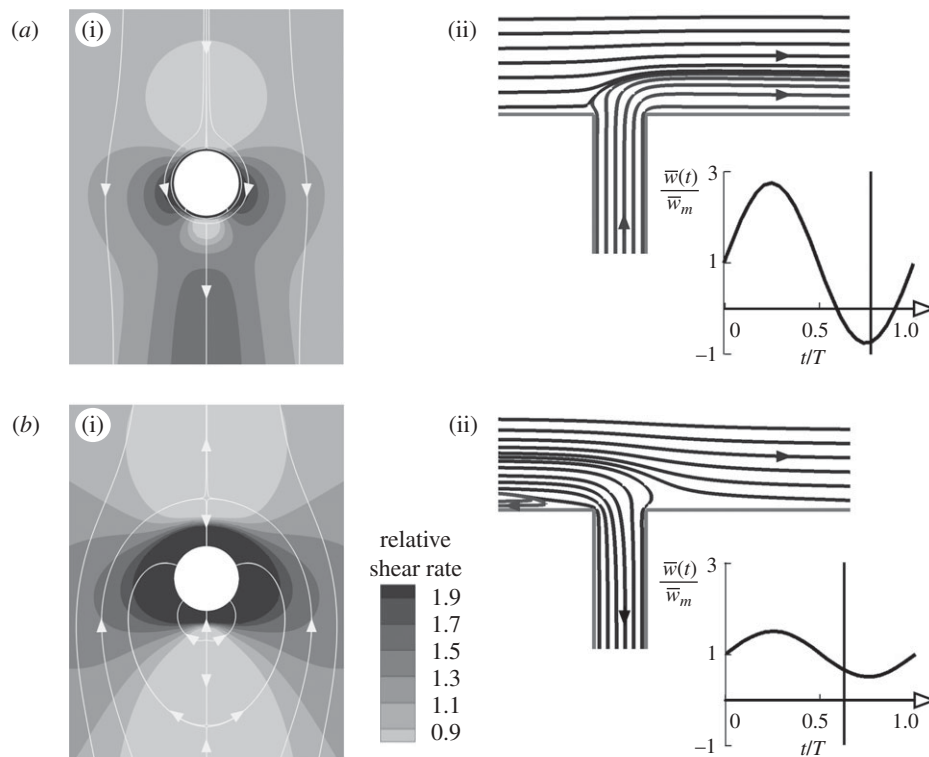 (a) (i) (ii)
w̅(t)
w̅m
3
1
0 0.5 1.0
–1
t/T
(b) (i) (ii)
relative
shear rate
1.9
1.7
1.5
1.3
1.1
0.9
w̅(t)
w̅m
3
1
0 0.5 1.0
–1
t/T